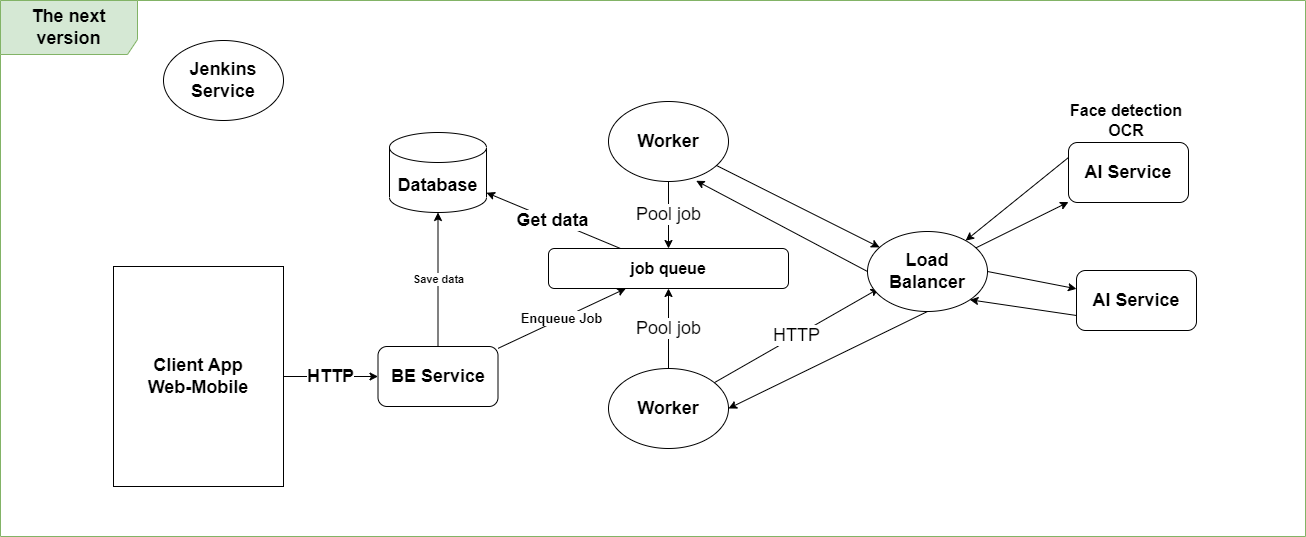 The next
version
Jenkins
Service
Face detection
OCR
Worker
AI Service
Database
Pool job
Get data
Load
Balancer
job queue
Save data
AI Service
Enqueue Job
Pool job
HTTP
Client App
Web-Mobile
HTTP
BE Service
Worker